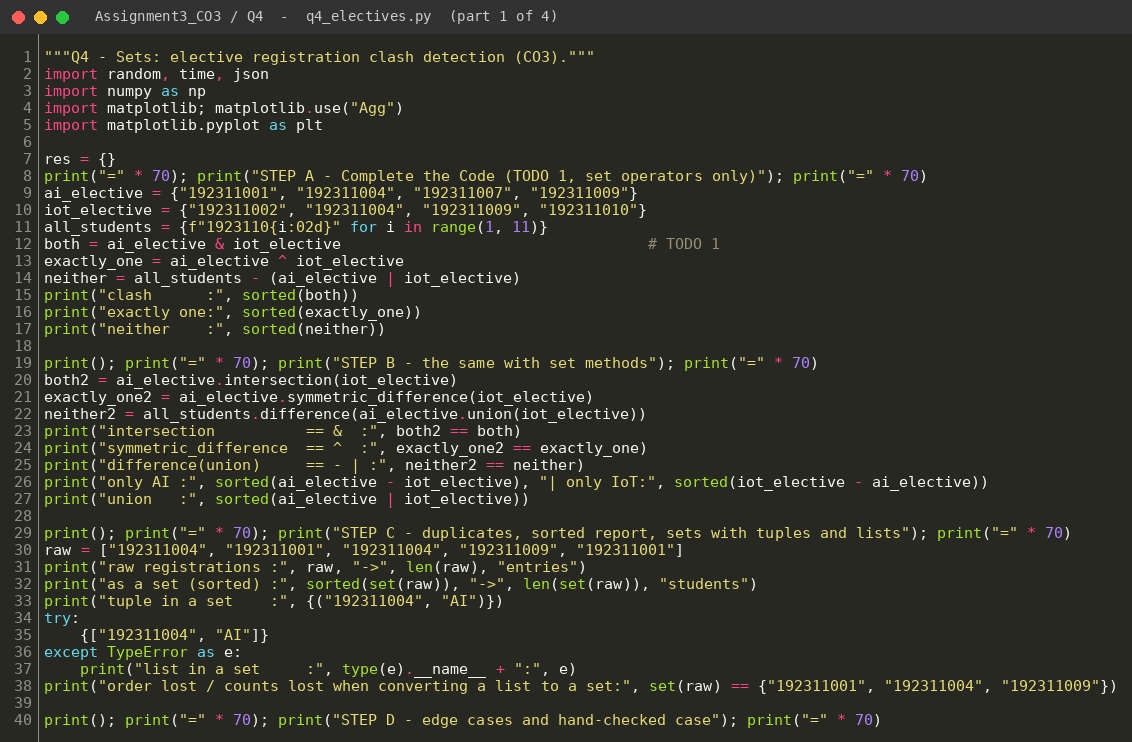 Assignment3_CO3 / Q4  -  q4_electives.py  (part 1 of 4)
1 """Q4 - Sets: elective registration clash detection (CO3)."""
2 import random, time, json
3 import numpy as np
4 import matplotlib; matplotlib.use("Agg")
5 import matplotlib.pyplot as plt
6
7 res = {}
8 print("=" * 70); print("STEP A - Complete the Code (TODO 1, set operators only)"); print("=" * 70)
9 ai_elective = {"192311001", "192311004", "192311007", "192311009"}
10 iot_elective = {"192311002", "192311004", "192311009", "192311010"}
11 all_students = {f"1923110{i:02d}" for i in range(1, 11)}
12 both = ai_elective & iot_elective                                  # TODO 1
13 exactly_one = ai_elective ^ iot_elective
14 neither = all_students - (ai_elective | iot_elective)
15 print("clash      :", sorted(both))
16 print("exactly one:", sorted(exactly_one))
17 print("neither    :", sorted(neither))
18
19 print(); print("=" * 70); print("STEP B - the same with set methods"); print("=" * 70)
20 both2 = ai_elective.intersection(iot_elective)
21 exactly_one2 = ai_elective.symmetric_difference(iot_elective)
22 neither2 = all_students.difference(ai_elective.union(iot_elective))
23 print("intersection          == &  :", both2 == both)
24 print("symmetric_difference  == ^  :", exactly_one2 == exactly_one)
25 print("difference(union)     == - | :", neither2 == neither)
26 print("only AI :", sorted(ai_elective - iot_elective), "| only IoT:", sorted(iot_elective - ai_elective))
27 print("union   :", sorted(ai_elective | iot_elective))
28
29 print(); print("=" * 70); print("STEP C - duplicates, sorted report, sets with tuples and lists"); print("=" * 70)
30 raw = ["192311004", "192311001", "192311004", "192311009", "192311001"]
31 print("raw registrations :", raw, "->", len(raw), "entries")
32 print("as a set (sorted) :", sorted(set(raw)), "->", len(set(raw)), "students")
33 print("tuple in a set    :", {("192311004", "AI")})
34 try:
35     {["192311004", "AI"]}
36 except TypeError as e:
37     print("list in a set     :", type(e).__name__ + ":", e)
38 print("order lost / counts lost when converting a list to a set:", set(raw) == {"192311001", "192311004", "192311009"})
39
40 print(); print("=" * 70); print("STEP D - edge cases and hand-checked case"); print("=" * 70)